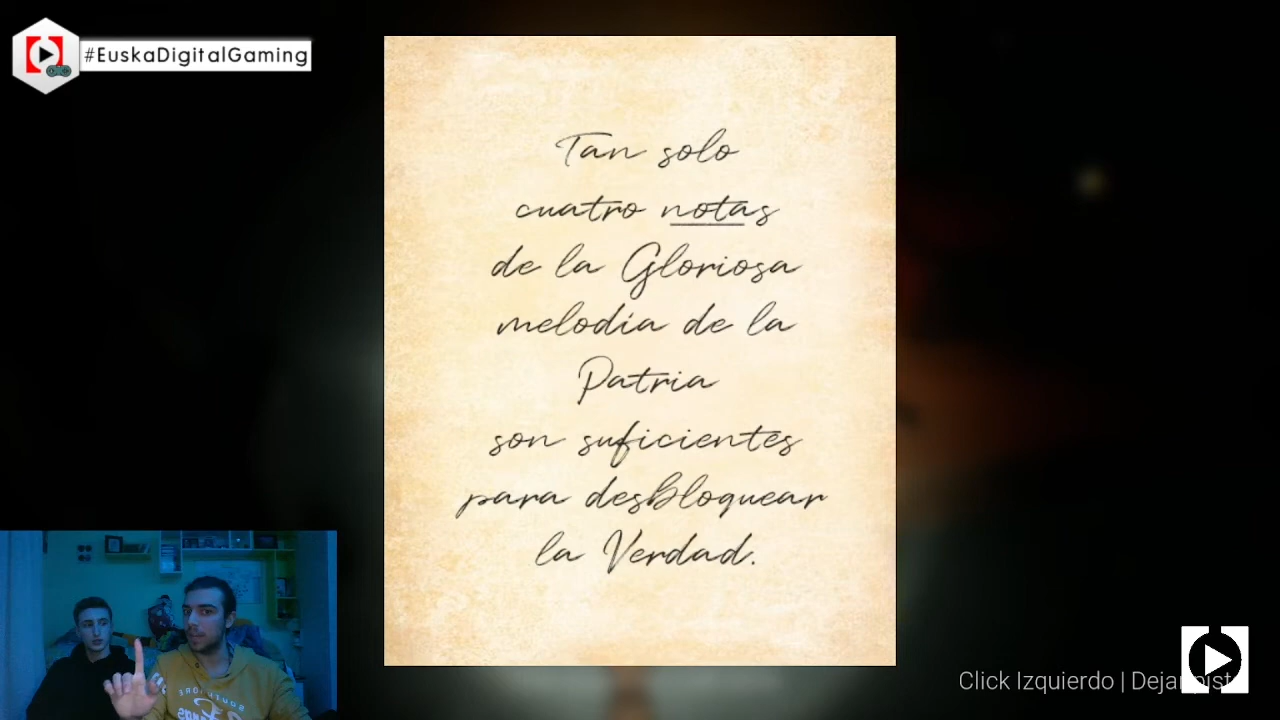 #EuskaDigitalGaming
Tan solo
cuatro notas
de la Gloriosa
melodía de la
Patria
son suficientes
para desbloquear
la Verdad.
Click Izquierdo | Dejar pista